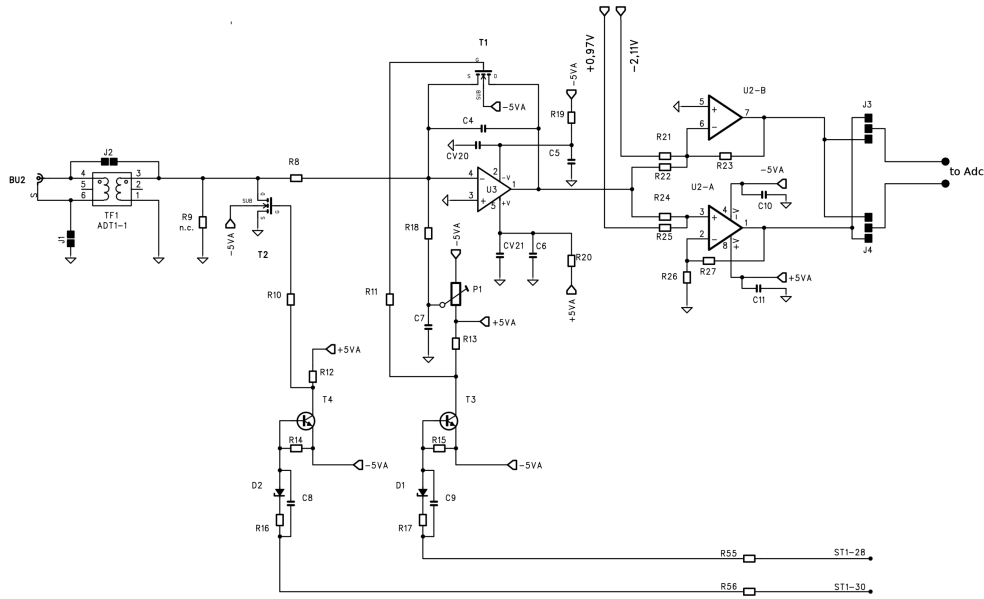 +0,97V
-2,11V
T1
G
S
D
SUB
-5VA
-5VA
R19
C4
CV20
C5
U2-B
5
6
7
+
-
R21
R22
R23
J3
to Adc
J2
BU2
S
4
5
6
3
2
1
TF1
ADT1-1
J1
R9
n.c.
R8
SUB
D
G
S
-5VA
T2
4
3
2
-V
U3
1
5
+V
-
+
R24
R25
U2-A
3
2
4
-V
1
+V
8
+
-
-5VA
C10
R26
R27
+5VA
C11
J4
R18
-5VA
CV21
C6
R20
+5VA
R10
R11
P1
C7
+5VA
R13
+5VA
R12
T4
T3
R14
R15
-5VA
-5VA
D2
C8
D1
C9
R16
R17
R55
ST1-28
R56
ST1-30